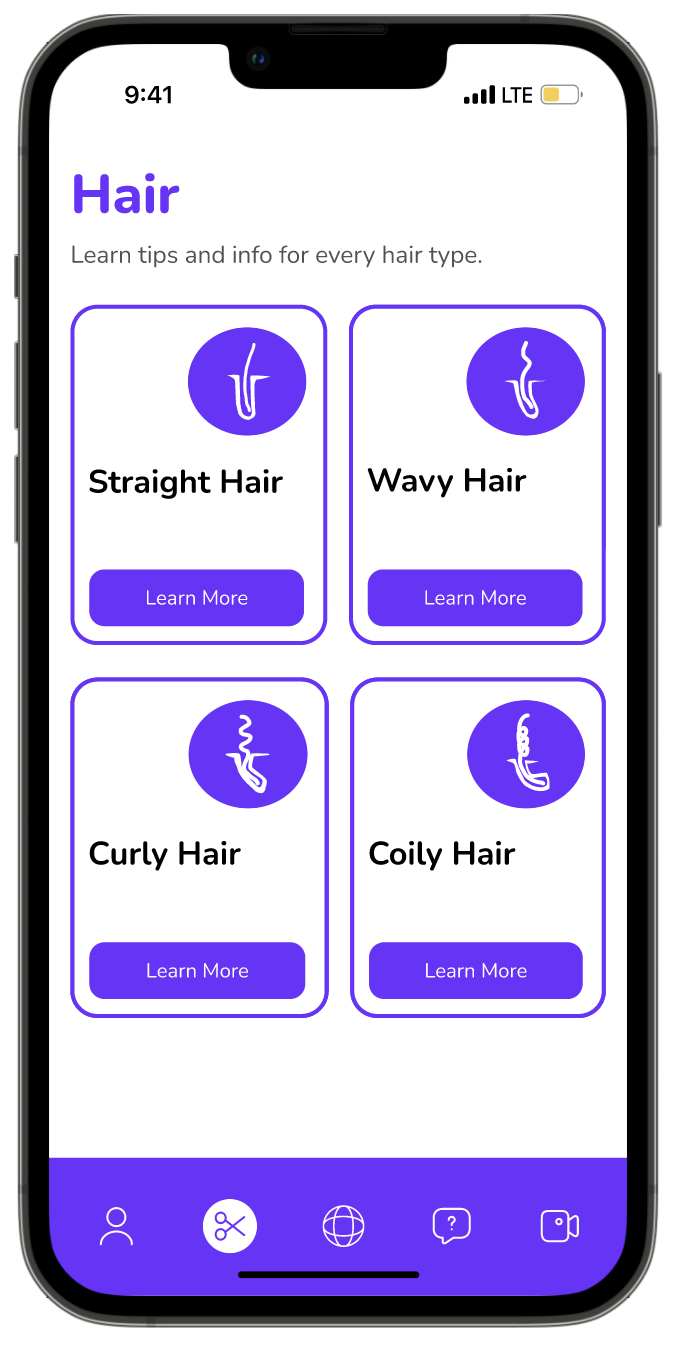 9:41 LTE
Hair
Learn tips and info for every hair type.
Straight Hair
Wavy Hair
Learn More
Learn More
Curly Hair
Coily Hair
Learn More
Learn More
?